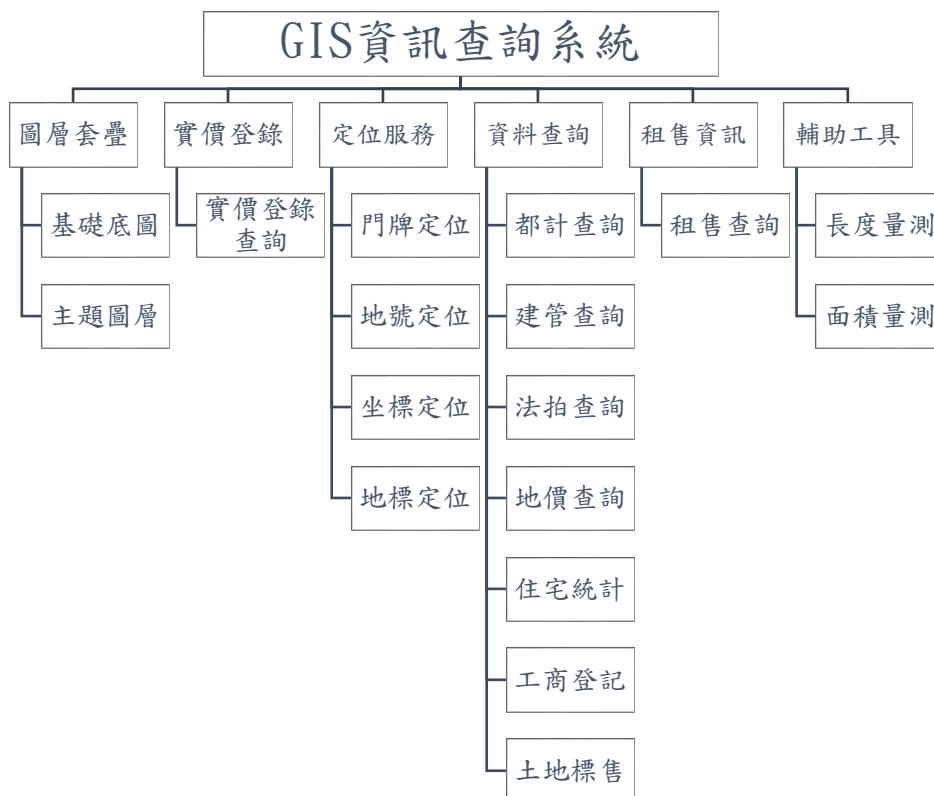 GIS資訊查詢系統
圖層套疊
基礎底圖
主題圖層
實價登錄
實價登錄
查詢
定位服務
門牌定位
地號定位
坐標定位
地標定位
資料查詢
都計查詢
建管查詢
法拍查詢
地價查詢
住宅統計
工商登記
土地標售
租售資訊
租售查詢
輔助工具
長度量測
面積量測